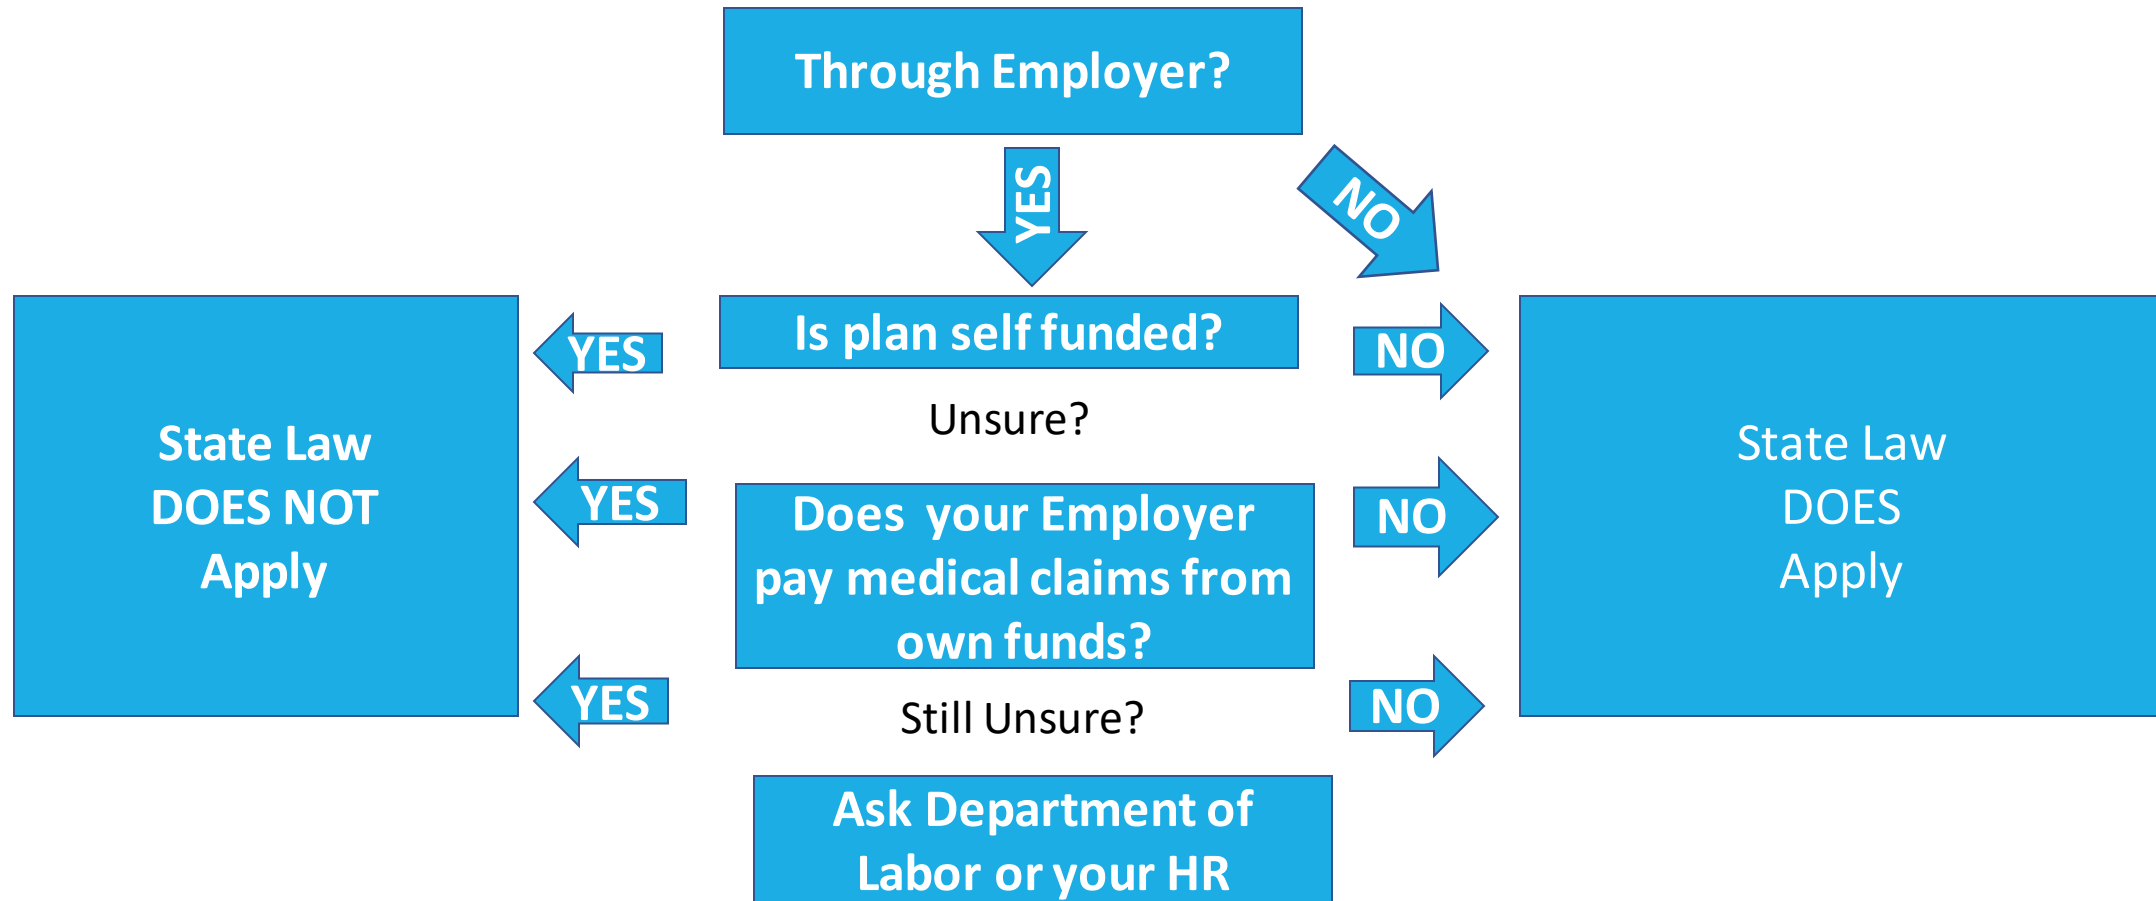 Through Employer?
YES
NO
Is plan self funded?
YES
NO
Unsure?
State Law
DOES NOT
Apply
State Law
DOES
Apply
YES
Does your Employer
pay medical claims from
own funds?
NO
YES
Still Unsure?
NO
Ask Department of
Labor or your HR